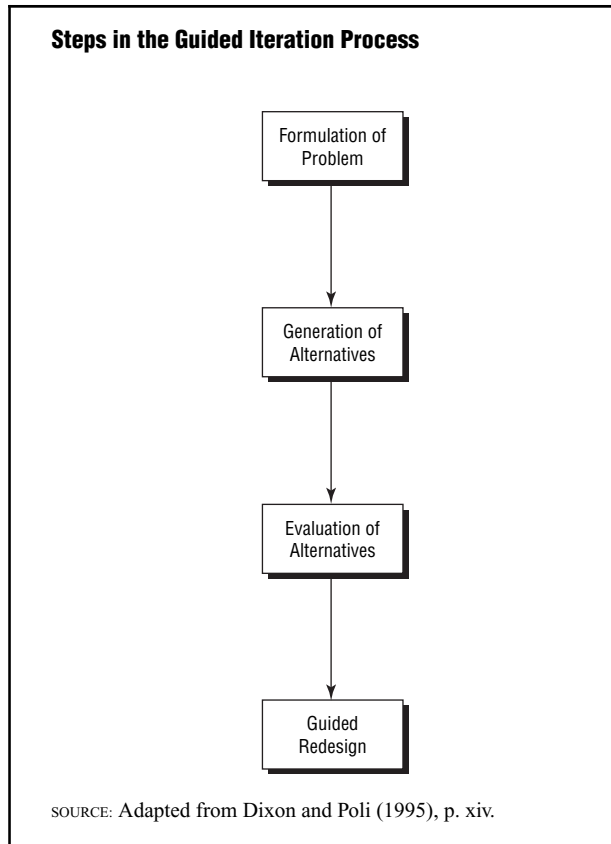 Steps in the Guided Iteration Process
Formulation of
Problem
Generation of
Alternatives
Evaluation of
Alternatives
Guided
Redesign
SOURCE: Adapted from Dixon and Poli (1995), p. xiv.